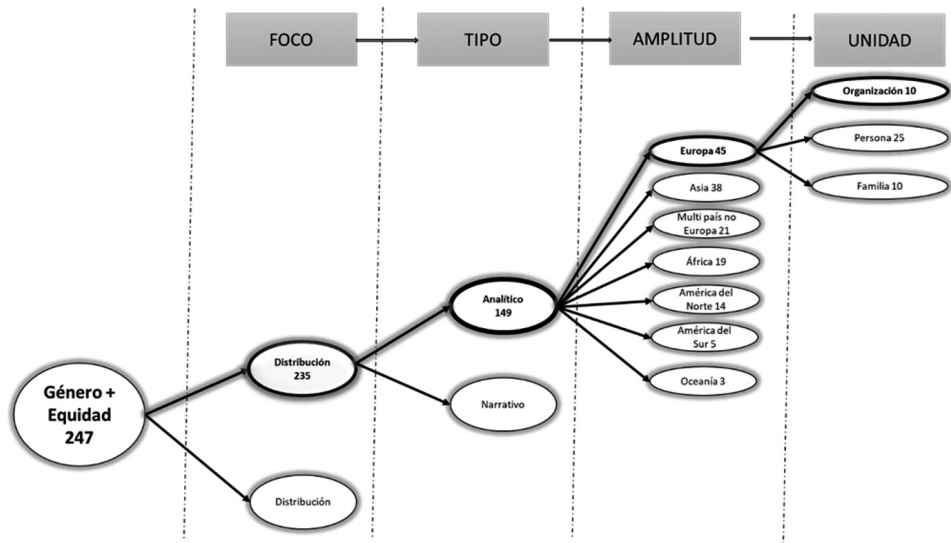 FOCO
TIPO
AMPLITUD
UNIDAD
Género +
Equidad
247
Distribución
235
Distribución
Analítico
149
Narrativo
Europa 45
Asia 38
Multi país no
Europa 21
África 19
América del
Norte 14
América del
Sur 5
Oceanía 3
Organización 10
Persona 25
Familia 10